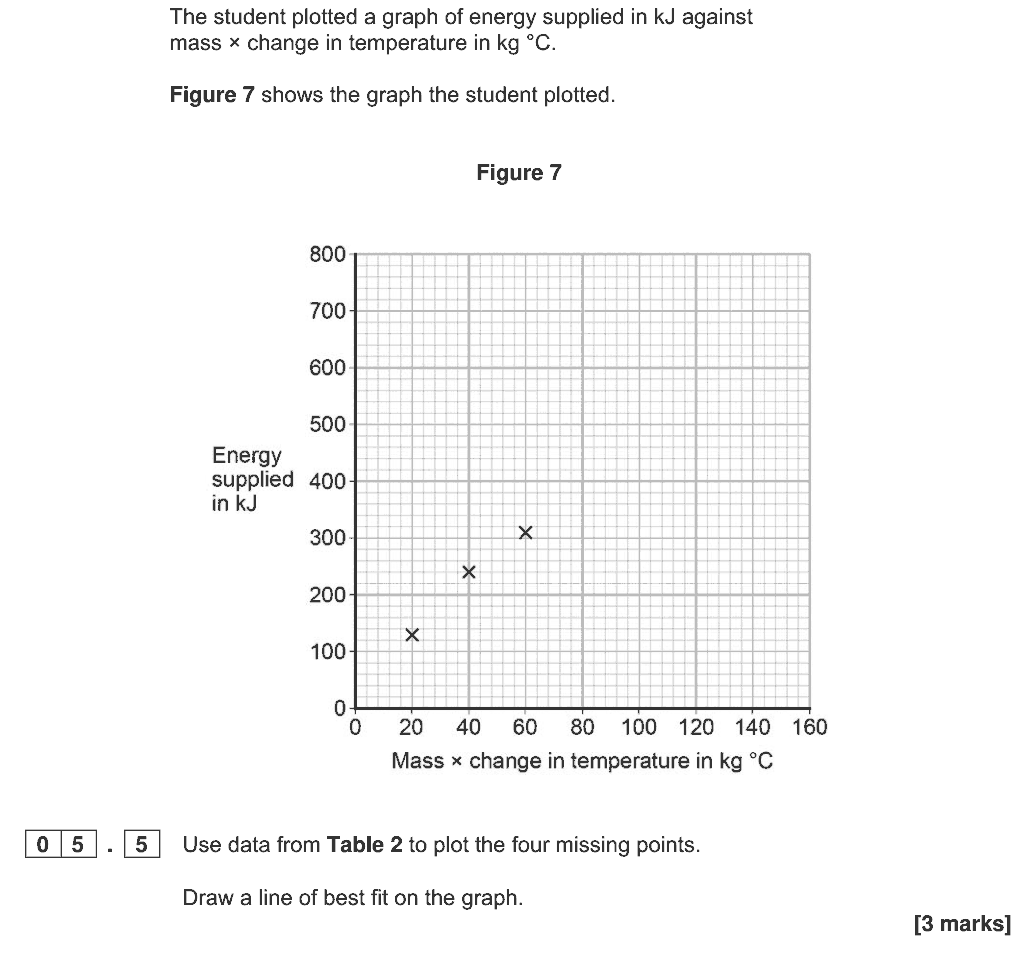 The student plotted a graph of energy supplied in kJ against
mass × change in temperature in kg °C.
Figure 7 shows the graph the student plotted.
Figure 7
800
700
600
500
Energy
supplied
in kJ
400
300
200
100
0
0 20 40 60 80 100 120 140 160
Mass × change in temperature in kg °C
0 5 . 5 Use data from Table 2 to plot the four missing points.
Draw a line of best fit on the graph.
[3 marks]